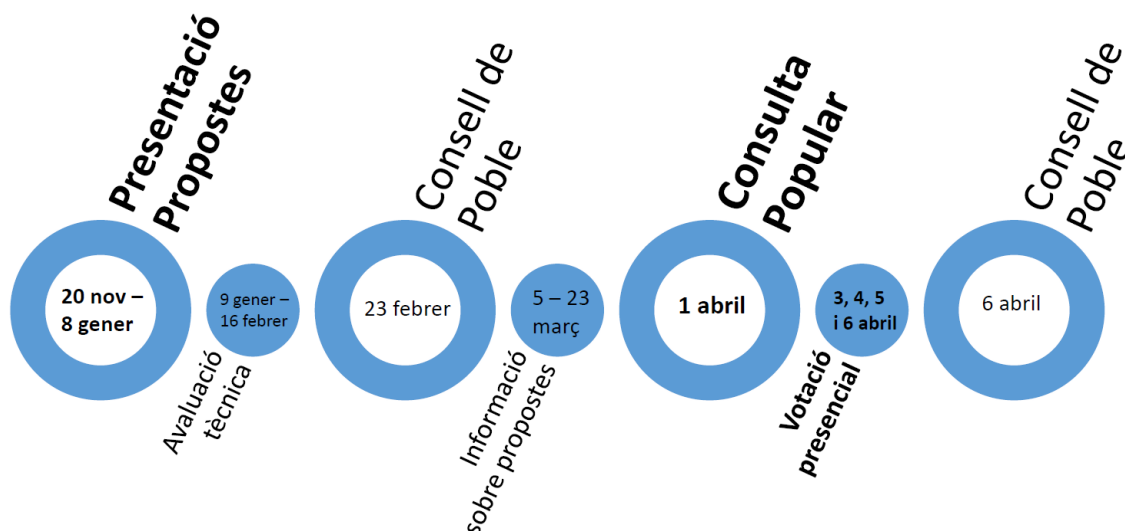 Presentació
Propostes
20 nov –
8 gener
9 gener –
16 febrer
Avaluació
tècnica
Consell de
Poble
23 febrer
5 – 23
març
Informació
sobre propostes
Consulta
Popular
1 abril
3, 4, 5
i 6 abril
Votació
presencial
Consell de
Poble
6 abril